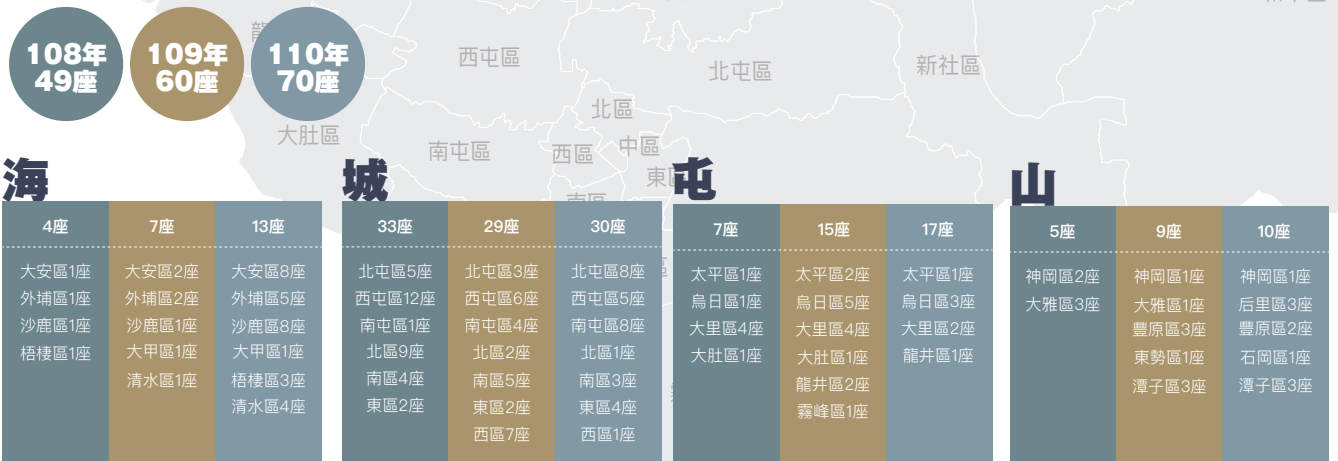 108年
49座
109年
60座
110年
70座
西屯區
北屯區
新社區
北區
大肚區
南屯區
西區
中區
海
4座
大安區1座
外埔區1座
沙鹿區1座
梧棲區1座
7座
大安區2座
外埔區2座
沙鹿區1座
大甲區1座
清水區1座
13座
大安區8座
外埔區5座
沙鹿區8座
大甲區1座
梧棲區3座
清水區4座
城
33座
北屯區5座
西屯區12座
南屯區1座
北區9座
南區4座
東區2座
29座
北屯區3座
西屯區6座
南屯區4座
北區2座
南區5座
東區2座
西區7座
30座
北屯區8座
西屯區5座
南屯區8座
北區1座
南區3座
東區4座
西區1座
屯
7座
太平區1座
烏日區1座
大里區4座
大肚區1座
15座
太平區2座
烏日區5座
大里區4座
大肚區1座
龍井區2座
霧峰區1座
17座
太平區1座
烏日區3座
大里區2座
龍井區1座
山
5座
神岡區2座
大雅區3座
9座
神岡區1座
大雅區1座
豐原區3座
東勢區1座
潭子區3座
10座
神岡區1座
后里區3座
豐原區2座
石岡區1座
潭子區3座